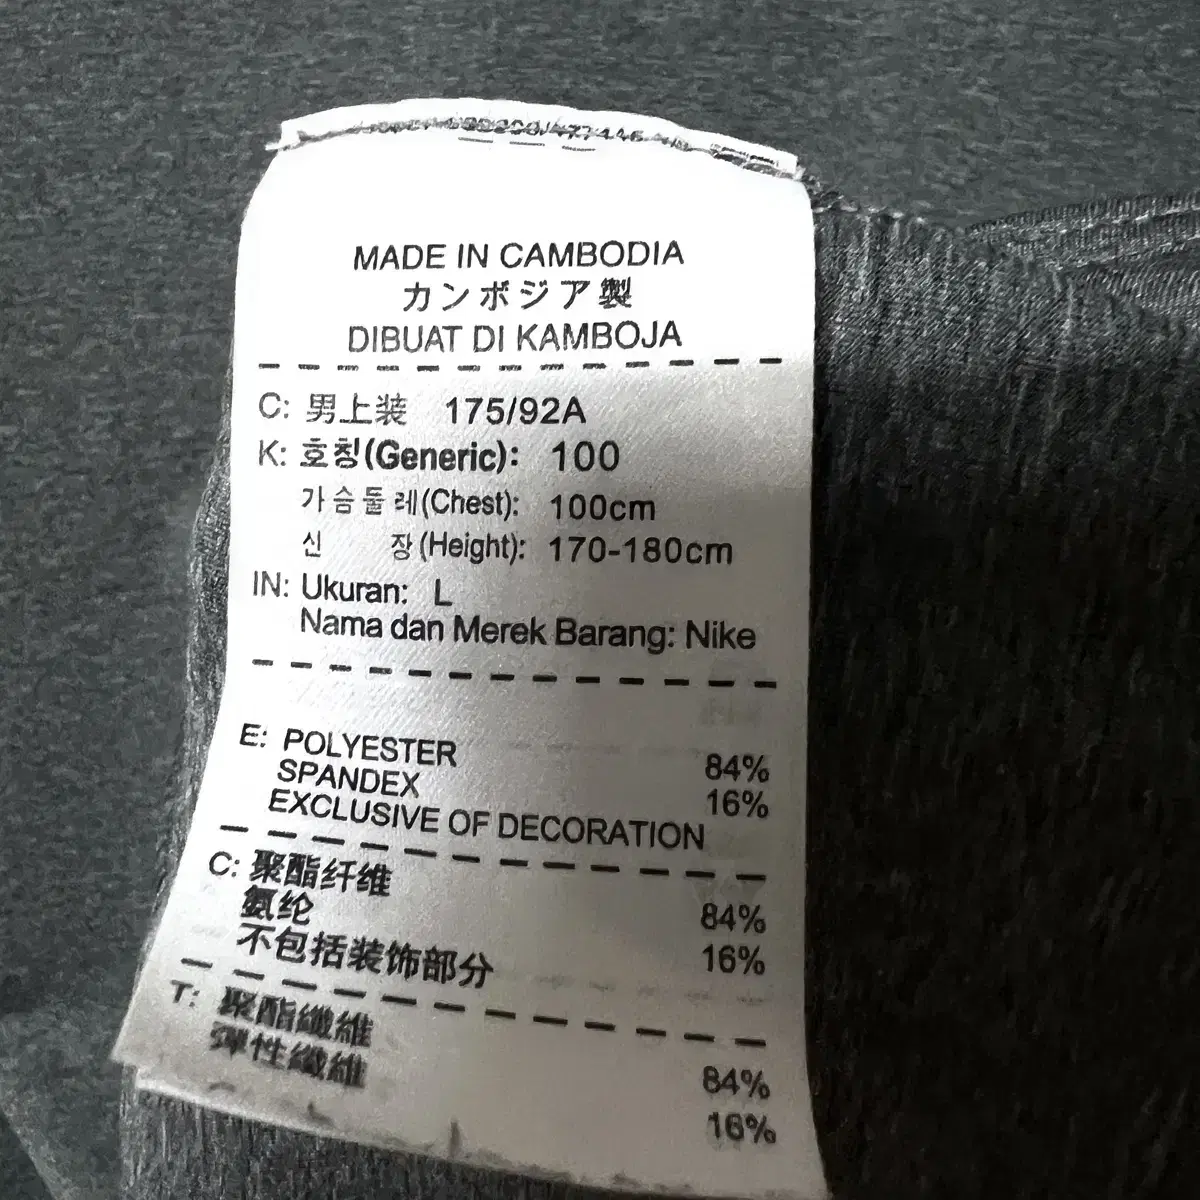 MADE IN CAMBODIA
カンボジア製
DIBUAT DI KAMBOJA
C: 男上装 175/92A
K: 호칭(Generic): 100
가슴둘레(Chest): 100cm
신 장(Height): 170-180cm
IN: Ukuran: L
Nama dan Merek Barang: Nike
E: POLYESTER 84%
SPANDEX 16%
EXCLUSIVE OF DECORATION
C: 聚酯纤维 84%
氨纶 16%
不包括装饰部分
T: 聚酯纖維 84%
彈性纖維 16%